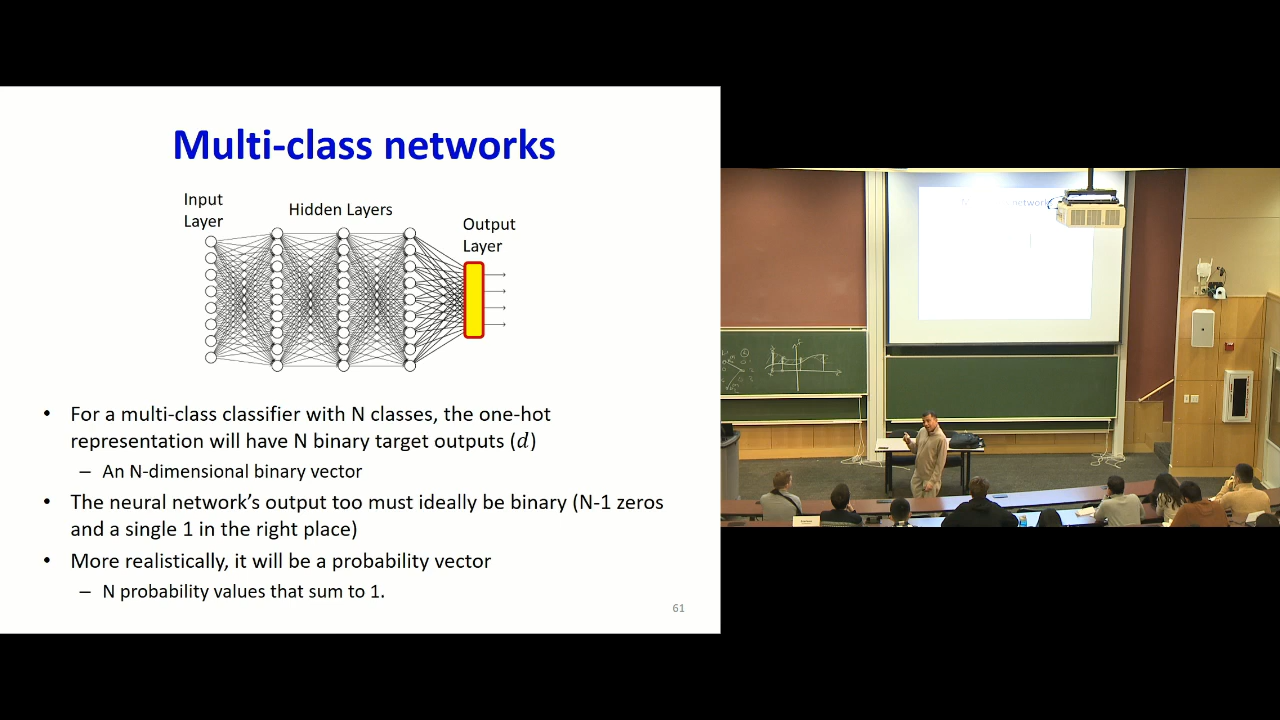 Multi-class networks
Input
Layer
Hidden Layers
Output
Layer
• For a multi-class classifier with N classes, the one-hot
representation will have N binary target outputs (d)
– An N-dimensional binary vector
• The neural network's output too must ideally be binary (N-1 zeros
and a single 1 in the right place)
• More realistically, it will be a probability vector
– N probability values that sum to 1.
61